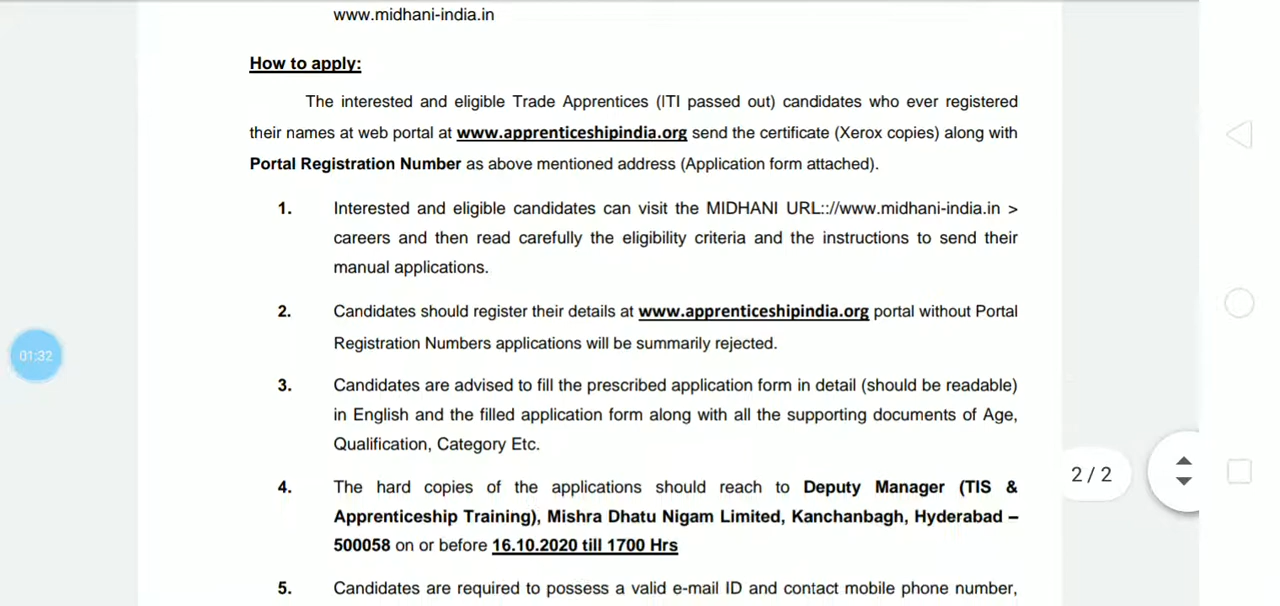 www.midhani-india.in
How to apply:
The interested and eligible Trade Apprentices (ITI passed out) candidates who ever registered
their names at web portal at www.apprenticeshipindia.org send the certificate (Xerox copies) along with
Portal Registration Number as above mentioned address (Application form attached).
1. Interested and eligible candidates can visit the MIDHANI URL:://www.midhani-india.in >
careers and then read carefully the eligibility criteria and the instructions to send their
manual applications.
2. Candidates should register their details at www.apprenticeshipindia.org portal without Portal
Registration Numbers applications will be summarily rejected.
01:32
3. Candidates are advised to fill the prescribed application form in detail (should be readable)
in English and the filled application form along with all the supporting documents of Age,
Qualification, Category Etc.
2 / 2
4. The hard copies of the applications should reach to Deputy Manager (TIS &
Apprenticeship Training), Mishra Dhatu Nigam Limited, Kanchanbagh, Hyderabad –
500058 on or before 16.10.2020 till 1700 Hrs
5. Candidates are required to possess a valid e-mail ID and contact mobile phone number,